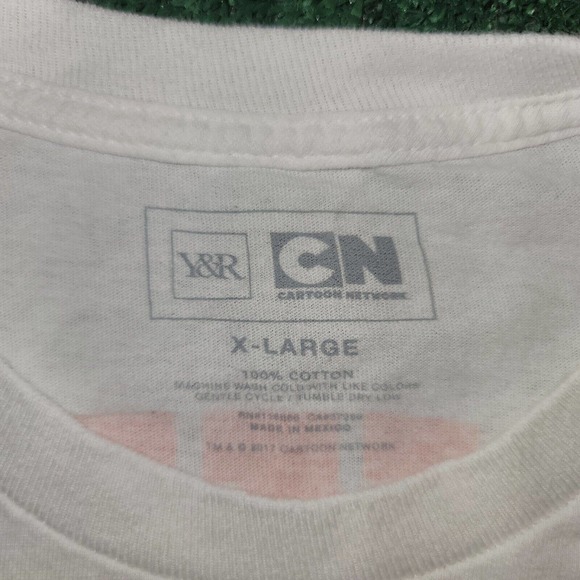 Y&R CN
CARTOON NETWORK
X-LARGE
100% COTTON
MACHINE WASH COLD WITH LIKE COLORS
GENTLE CYCLE / TUMBLE DRY LOW
MADE IN MEXICO
TM & © 2017 CARTOON NETWORK